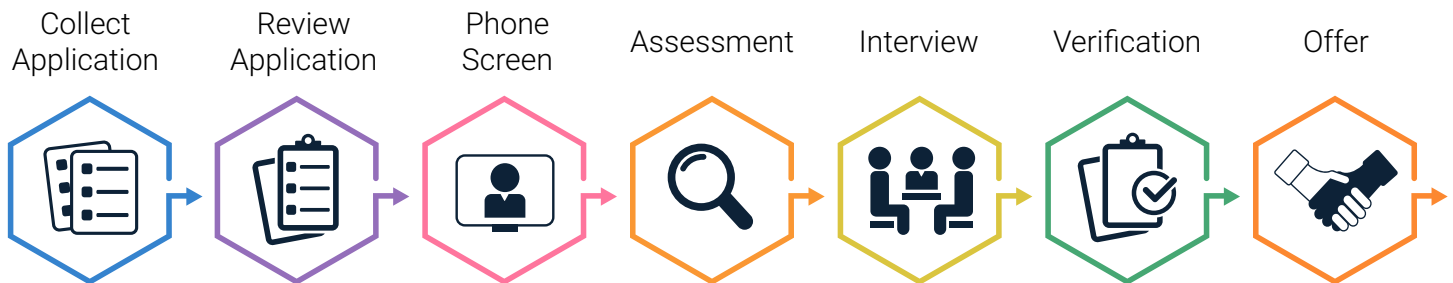 Collect
Application
Review
Application
Phone
Screen
Assessment
Interview
Verification
Offer